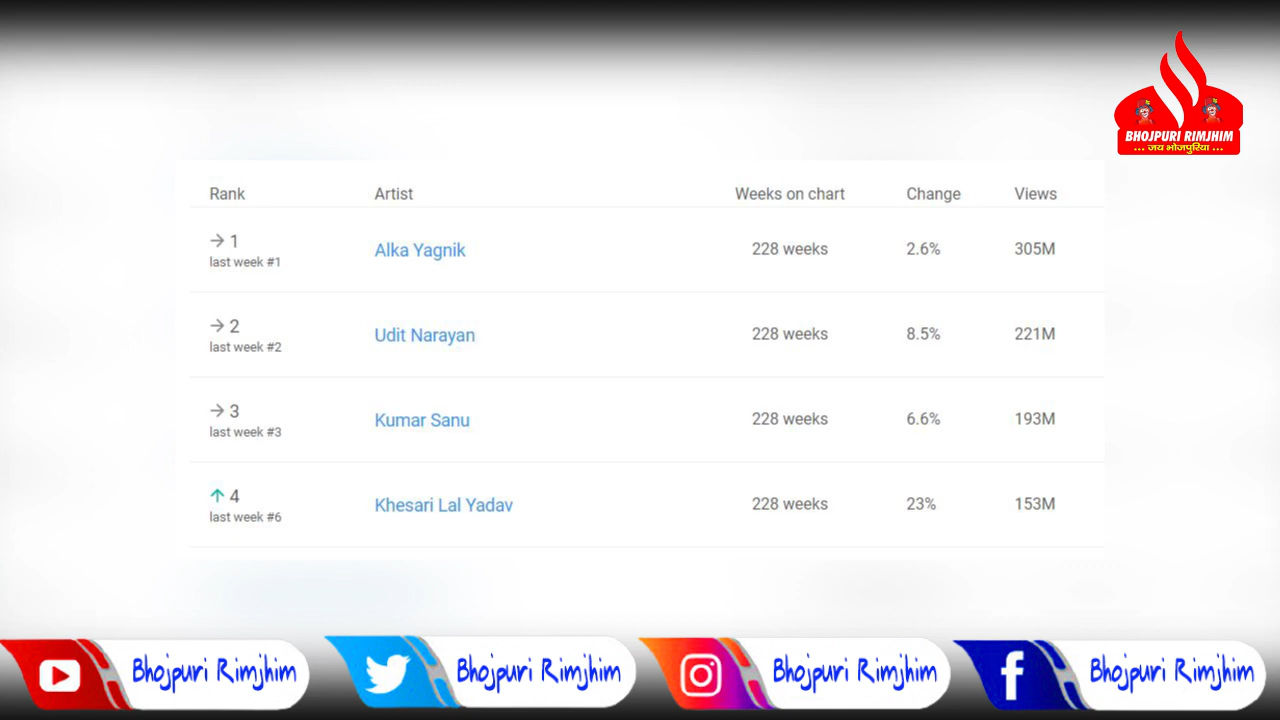 BHOJPURI RIMJHIM
... जय भोजपुरिया ...
Rank Artist Weeks on chart Change Views
→ 1
last week #1
Alka Yagnik 228 weeks 2.6% 305M
→ 2
last week #2
Udit Narayan 228 weeks 8.5% 221M
→ 3
last week #3
Kumar Sanu 228 weeks 6.6% 193M
↑ 4
last week #6
Khesari Lal Yadav 228 weeks 23% 153M
Bhojpuri Rimjhim Bhojpuri Rimjhim Bhojpuri Rimjhim Bhojpuri Rimjhim